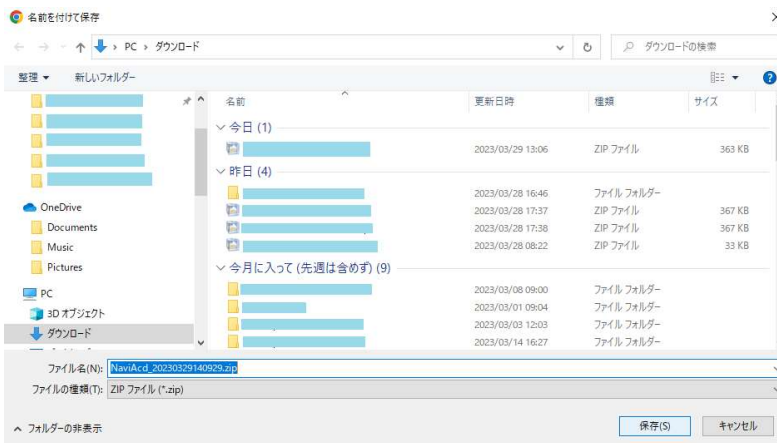 名前を付けて保存
PC › ダウンロード
ダウンロードの検索
整理 新しいフォルダー
名前 更新日時 種類 サイズ
今日 (1)
2023/03/29 13:06 ZIP ファイル 363 KB
昨日 (4)
2023/03/28 16:46 ファイル フォルダー
2023/03/28 17:37 ZIP ファイル 367 KB
2023/03/28 17:38 ZIP ファイル 367 KB
2023/03/28 08:22 ZIP ファイル 33 KB
今月に入って (先週は含めず) (9)
2023/03/08 09:00 ファイル フォルダー
2023/03/01 09:04 ファイル フォルダー
2023/03/03 12:03 ファイル フォルダー
2023/03/14 16:27 ファイル フォルダー
OneDrive
Documents
Music
Pictures
PC
3D オブジェクト
ダウンロード
ファイル名(N): NaviAcd_20230329140929.zip
ファイルの種類(T): ZIP ファイル (*.zip)
フォルダーの非表示
保存(S) キャンセル